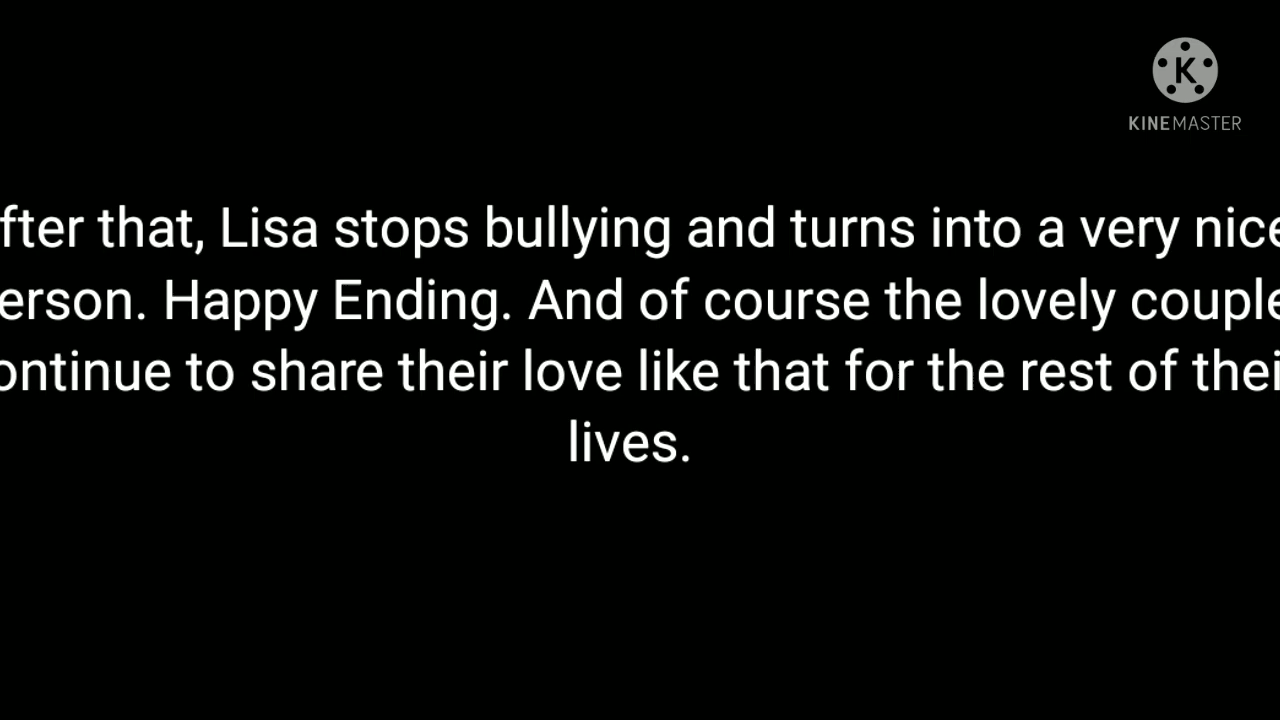 KINEMASTER
fter that, Lisa stops bullying and turns into a very nice
erson. Happy Ending. And of course the lovely couple
ontinue to share their love like that for the rest of thei
lives.